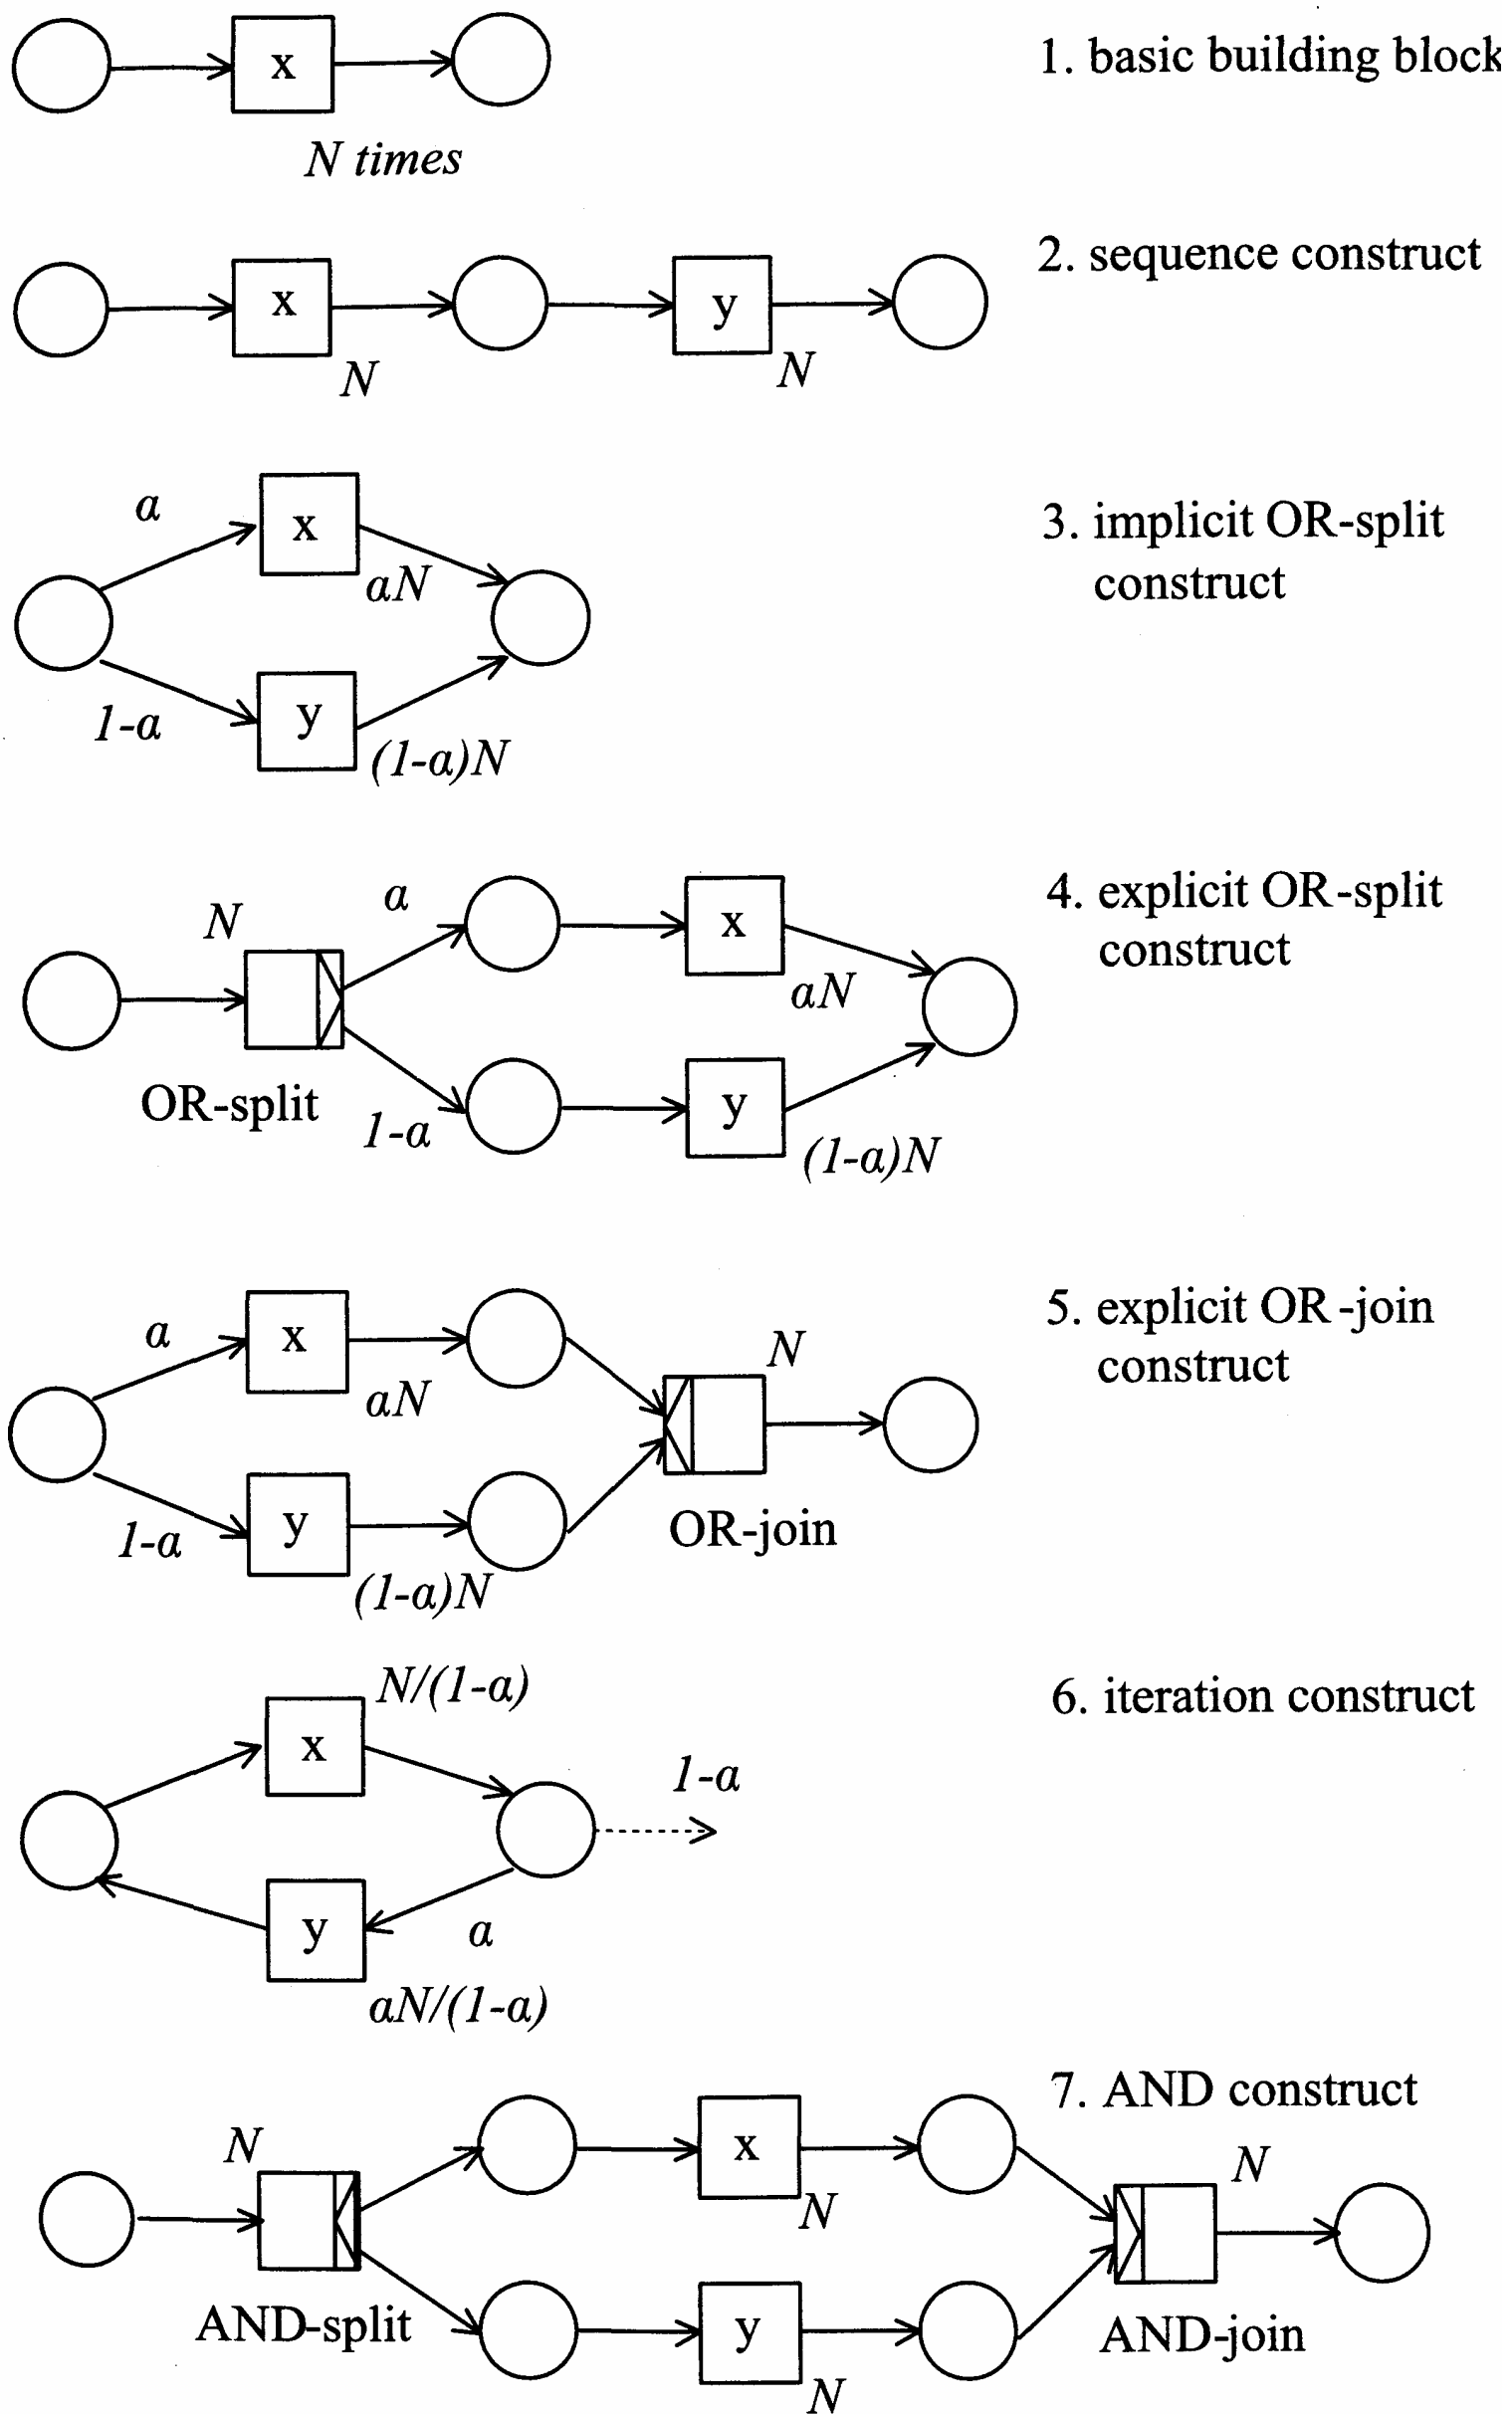 1. basic building block
x
N times
2. sequence construct
x
y
N
N
a
x
3. implicit OR-split
construct
aN
1-a
y
(1-a)N
4. explicit OR-split
construct
N
a
x
aN
OR-split
1-a
y
(1-a)N
5. explicit OR-join
construct
a
x
N
aN
1-a
y
OR-join
(1-a)N
6. iteration construct
N/(1-a)
x
1-a
y
a
aN/(1-a)
7. AND construct
N
x
N
N
AND-split
y
AND-join
N